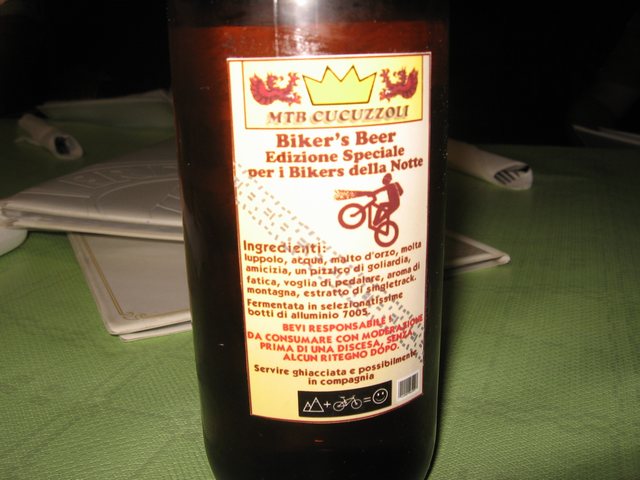 MTB CUCUZZOLI
Biker's Beer
Edizione Speciale
per i Bikers della Notte
Ingredienti:
luppolo, acqua, malto d'orzo, molta
amicizia, un pizzico di goliardia,
fatica, voglia di pedalare, aroma di
montagna, estratto di singletrack.
Fermentata in selezionatissime
botti di alluminio 7005.
BEVI RESPONSABILE !
DA CONSUMARE CON MODERAZIONE
PRIMA DI UNA DISCESA, SENZA
ALCUN RITEGNO DOPO.
Servire ghiacciata e possibilmente
in compagnia
+ =